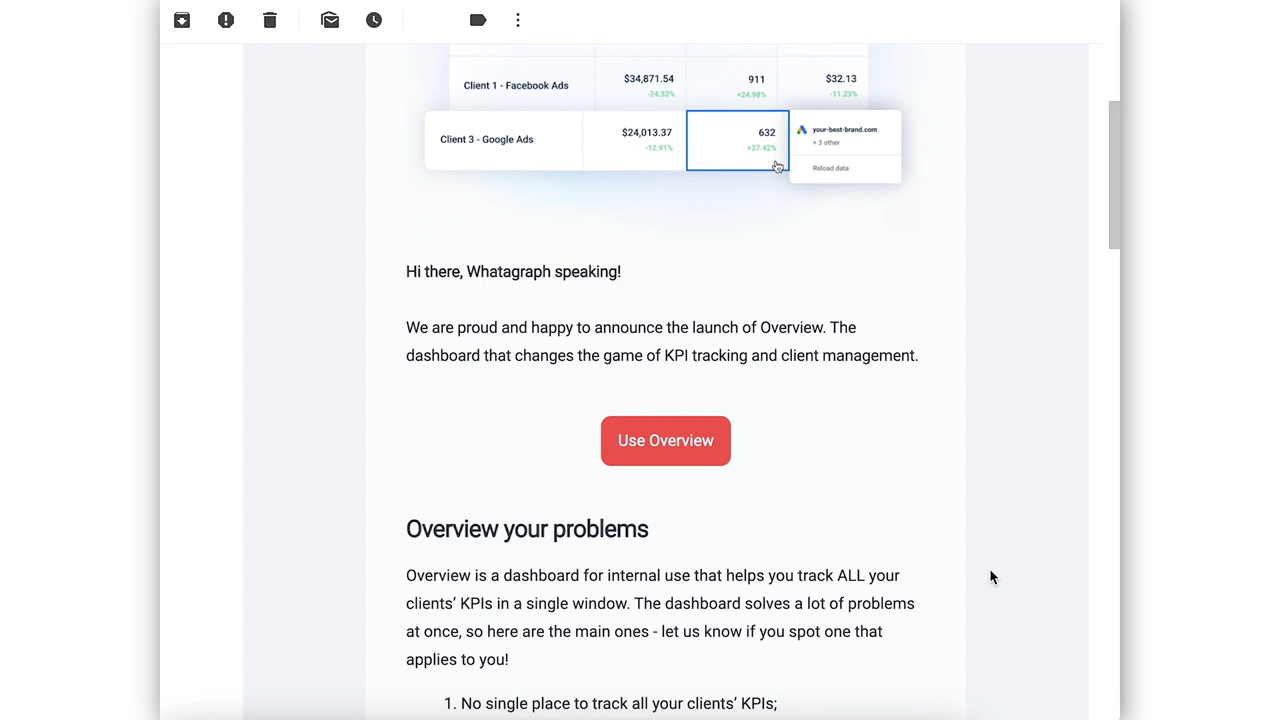 Client 1 - Facebook Ads $34,871.54 911 $32.13
-24.32% +24.98% -11.23%
Client 3 - Google Ads $24,013.37 632 your-best-brand.com
-12.91% +37.42% + 3 other
Reload data
Hi there, Whatagraph speaking!
We are proud and happy to announce the launch of Overview. The
dashboard that changes the game of KPI tracking and client management.
Use Overview
Overview your problems
Overview is a dashboard for internal use that helps you track ALL your
clients’ KPIs in a single window. The dashboard solves a lot of problems
at once, so here are the main ones - let us know if you spot one that
applies to you!
1. No single place to track all your clients’ KPIs;